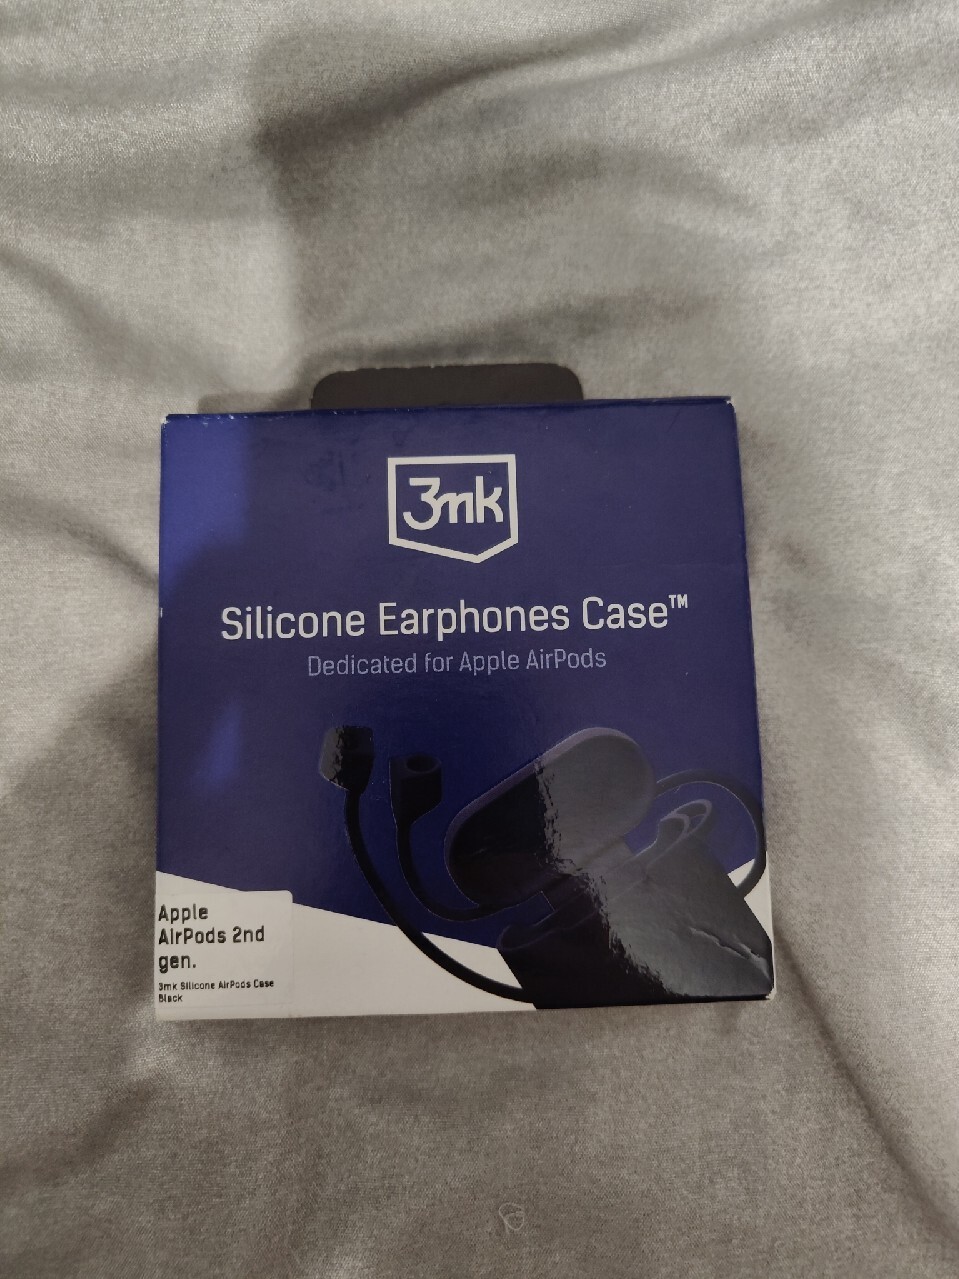 3mk
Silicone Earphones Case™
Dedicated for Apple AirPods
Apple
AirPods 2nd
gen.
3mk Silicone AirPods Case
Black